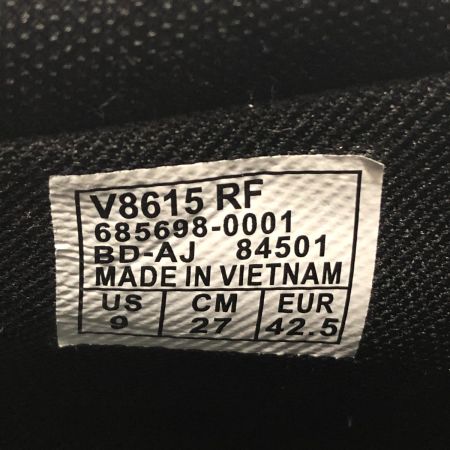 V8615 RF
685698-0001
BD-AJ 84501
MADE IN VIETNAM
US CM EUR
9 27 42.5